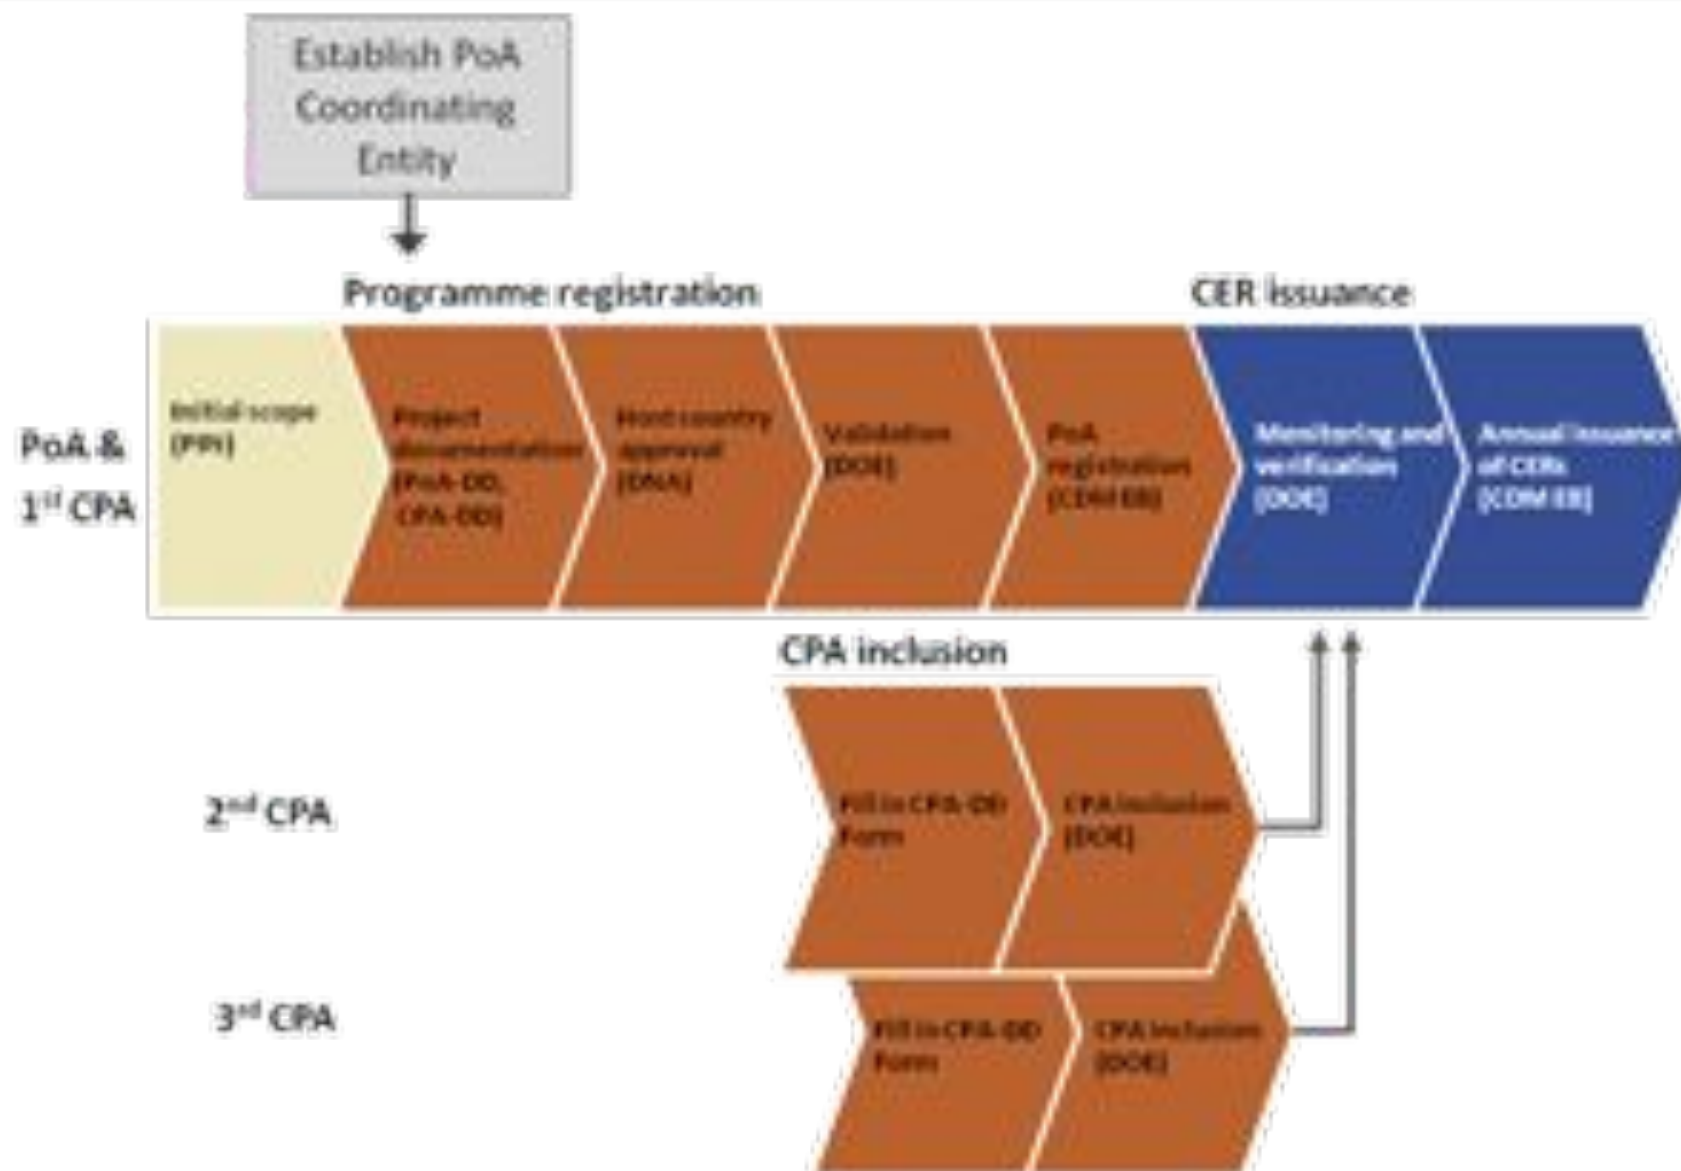 Establish PoA
Coordinating
Entity
Programme registration
CER issuance
PoA &
1st CPA
Initial scope
Project
documentation
(PoA-DD,
CPA-DD)
Host country
approval
(DNA)
Validation
(DOE)
PoA
registration
(CDM EB)
Monitoring and
verification
(DOE)
Annual issuance
of CERs
(CDM EB)
CPA inclusion
2nd CPA
Fill in CPA-DD
Form
CPA inclusion
(DOE)
3rd CPA
Fill in CPA-DD
Form
CPA inclusion
(DOE)